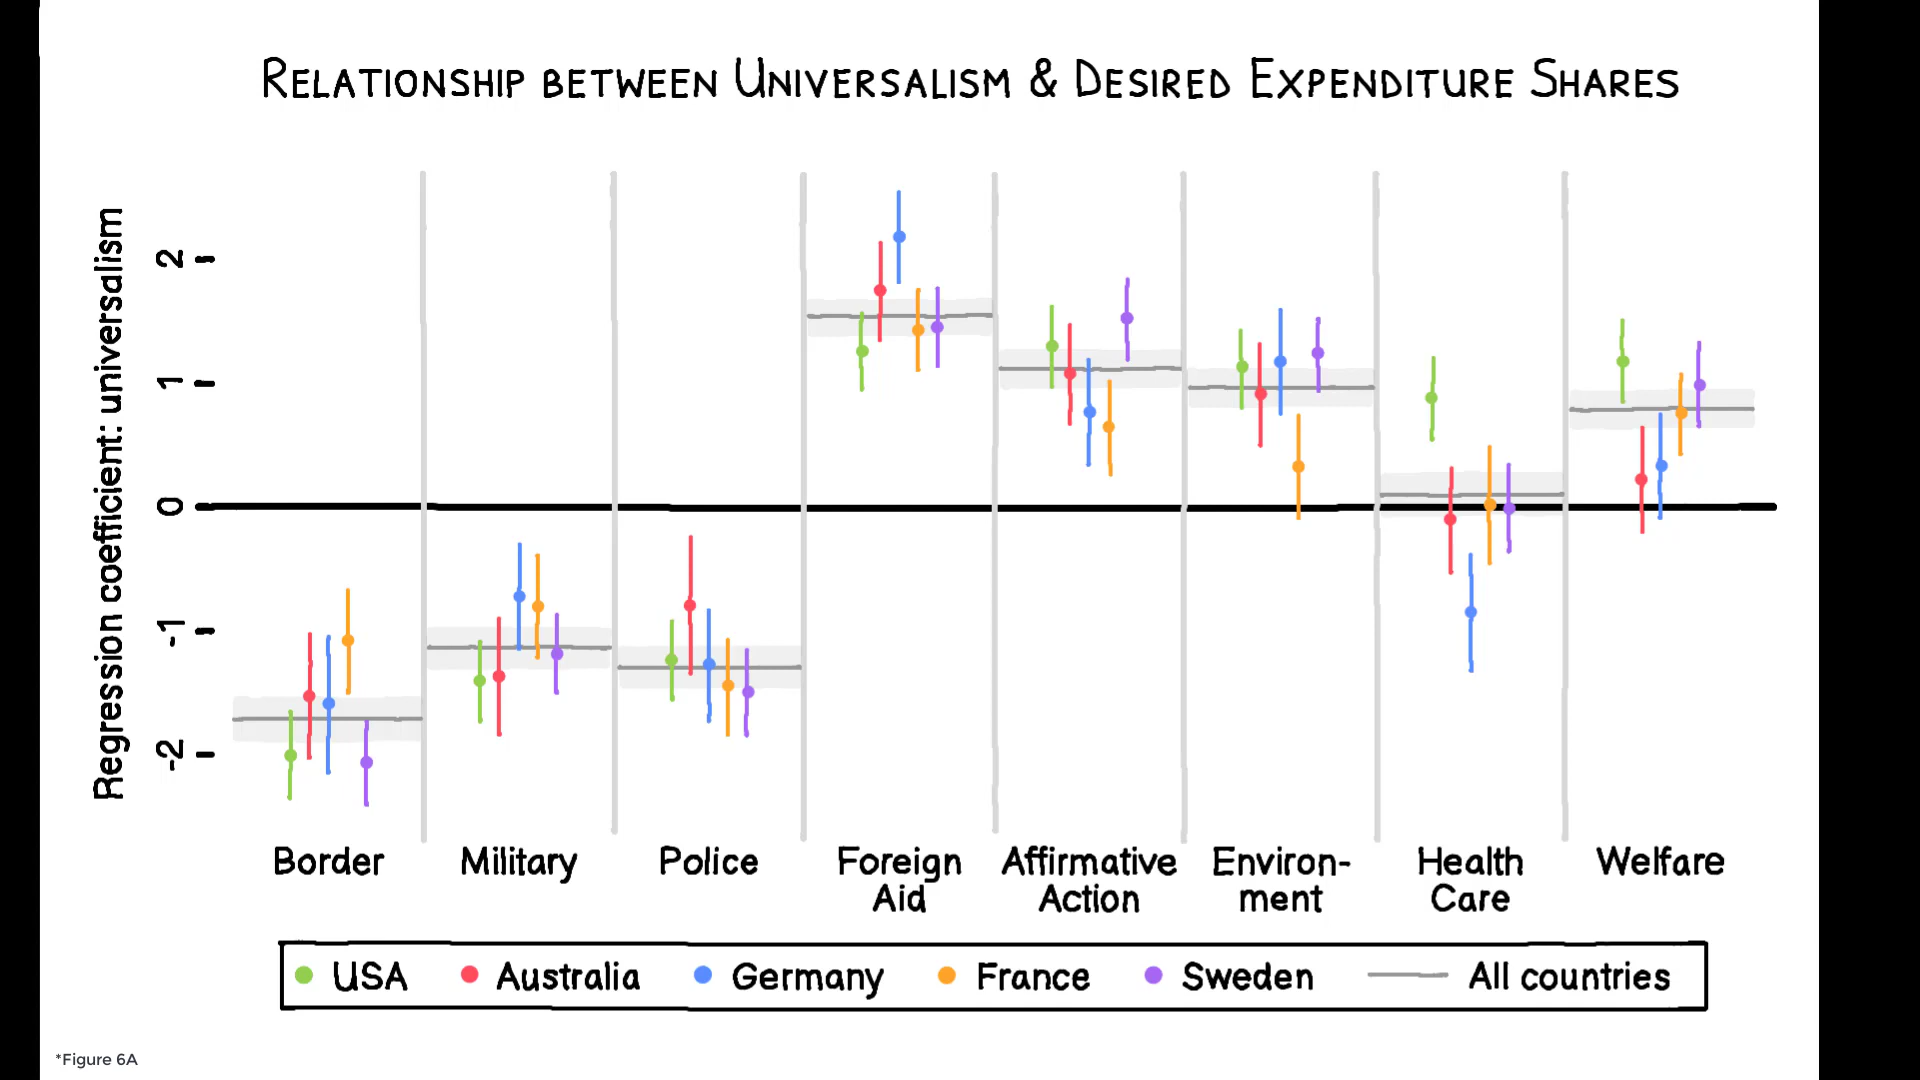 RELATIONSHIP BETWEEN UNIVERSALISM & DESIRED EXPENDITURE SHARES
Regression coefficient: universalism
2
1
0
-1
-2
Border
Military
Police
Foreign
Aid
Affirmative
Action
Environ-
ment
Health
Care
Welfare
USA
Australia
Germany
France
Sweden
All countries
*Figure 6A